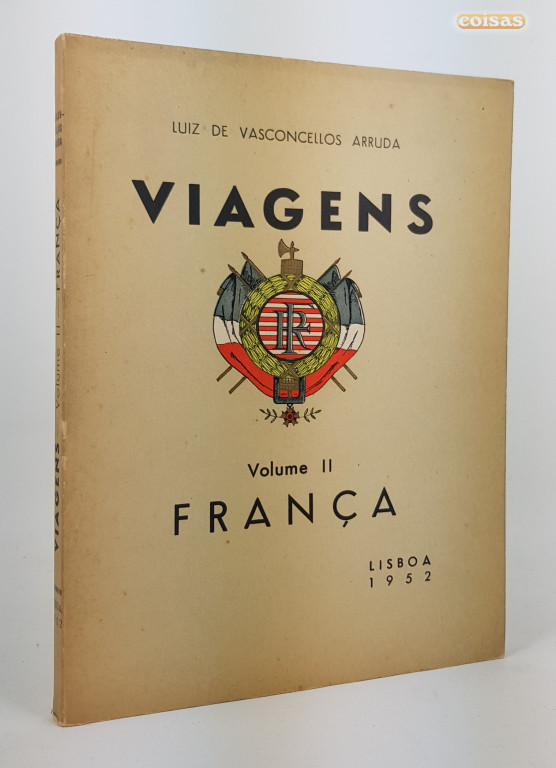 coisas
LUIZ DE VASCONCELLOS ARRUDA
VIAGENS
RF
Volume II
FRANÇA
LISBOA
1952
VIAGENS Volume II — FRANÇA